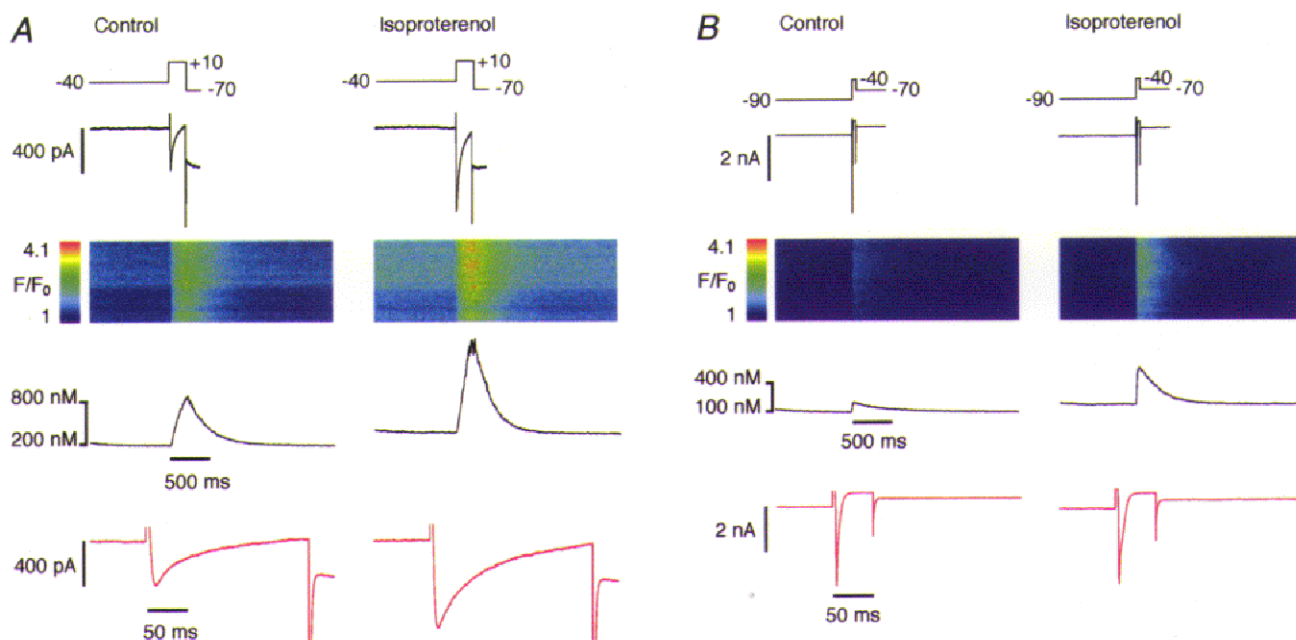 A
Control
Isoproterenol
-40
+10
-70
-40
+10
-70
400 pA
4.1
F/F0
1
800 nM
200 nM
500 ms
400 pA
50 ms
B
Control
Isoproterenol
-90
-40
-70
-90
-40
-70
2 nA
4.1
F/F0
1
400 nM
100 nM
500 ms
2 nA
50 ms